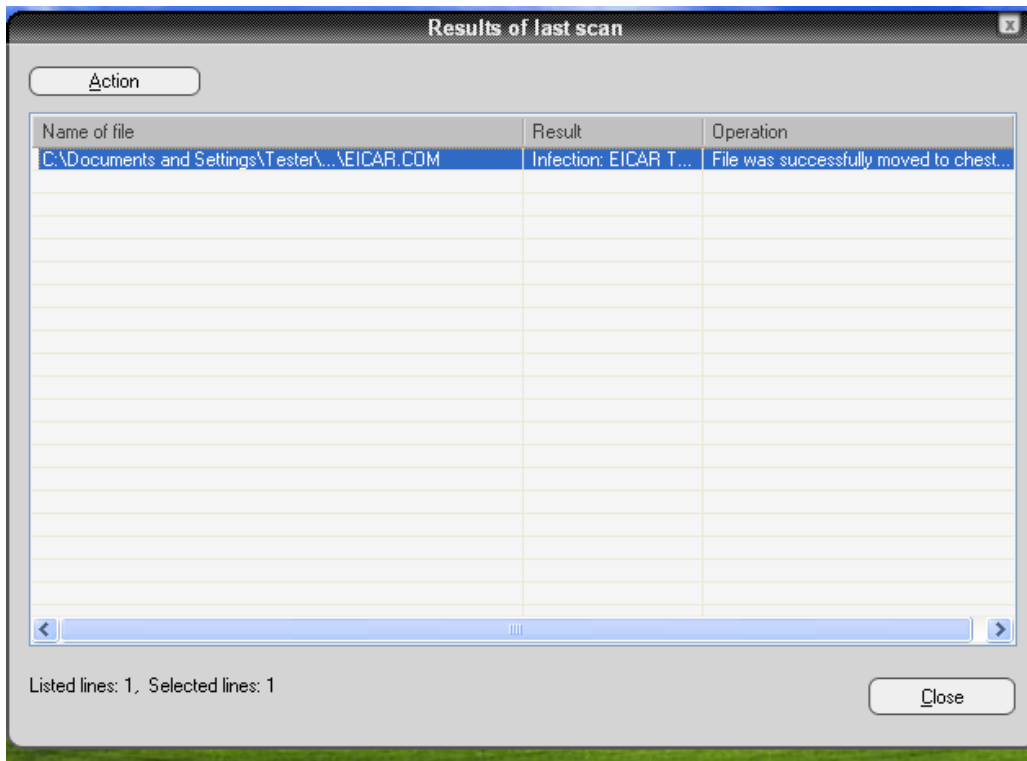 Results of last scan
x
Action
Name of file Result Operation
C:\Documents and Settings\Tester\...\EICAR.COM Infection: EICAR T... File was successfully moved to chest...
Listed lines: 1, Selected lines: 1
Close